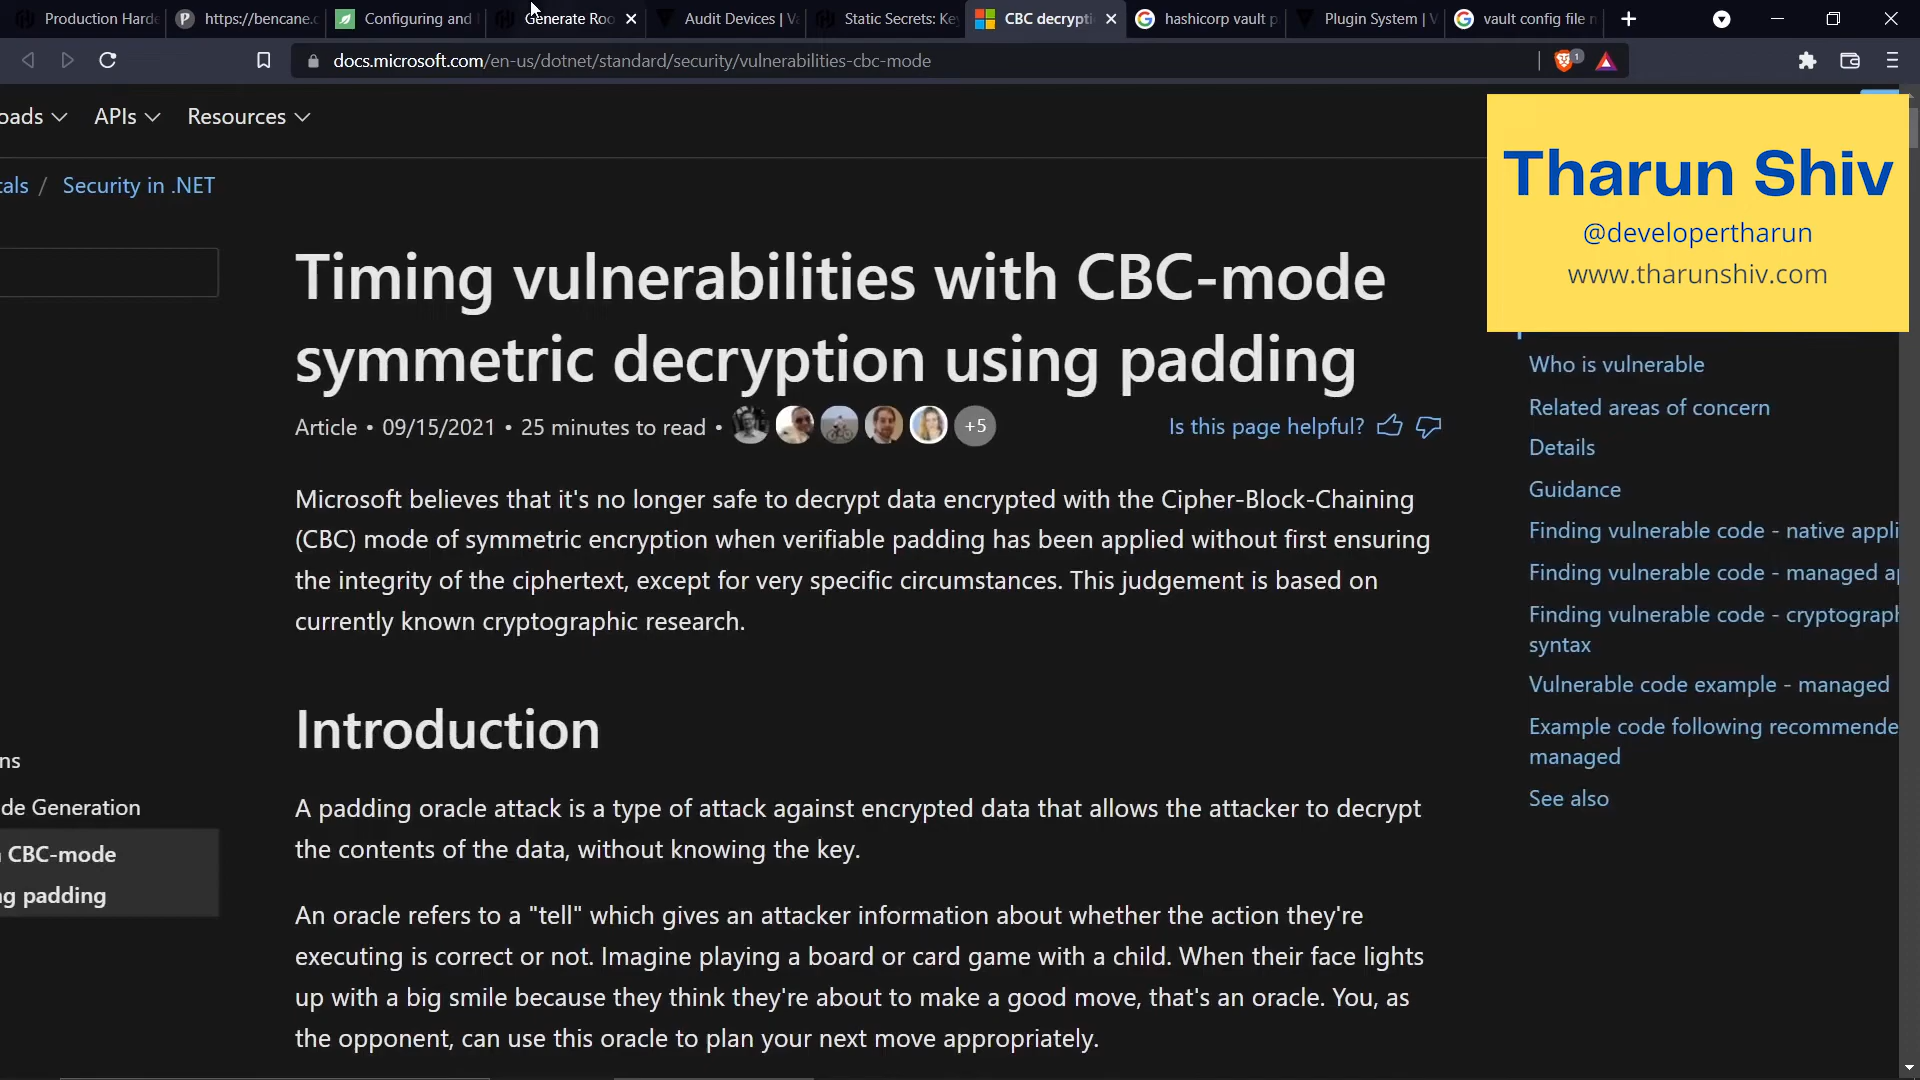 Production Harde
https://bencane.c
Configuring and
Generate Roo
Audit Devices | Va
Static Secrets: Key
CBC decrypti
hashicorp vault p
Plugin System | V
vault config file n
docs.microsoft.com/en-us/dotnet/standard/security/vulnerabilities-cbc-mode
1
oads
APIs
Resources
tals / Security in .NET
Tharun Shiv
@developertharun
www.tharunshiv.com
Timing vulnerabilities with CBC-mode
symmetric decryption using padding
Article • 09/15/2021 • 25 minutes to read •
+5
Is this page helpful?
Microsoft believes that it's no longer safe to decrypt data encrypted with the Cipher-Block-Chaining
(CBC) mode of symmetric encryption when verifiable padding has been applied without first ensuring
the integrity of the ciphertext, except for very specific circumstances. This judgement is based on
currently known cryptographic research.
Introduction
A padding oracle attack is a type of attack against encrypted data that allows the attacker to decrypt
the contents of the data, without knowing the key.
An oracle refers to a "tell" which gives an attacker information about whether the action they're
executing is correct or not. Imagine playing a board or card game with a child. When their face lights
up with a big smile because they think they're about to make a good move, that's an oracle. You, as
the opponent, can use this oracle to plan your next move appropriately.
ns
de Generation
CBC-mode
ng padding
Who is vulnerable
Related areas of concern
Details
Guidance
Finding vulnerable code - native appli
Finding vulnerable code - managed ap
Finding vulnerable code - cryptograph
syntax
Vulnerable code example - managed
Example code following recommende
managed
See also